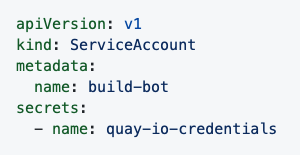 apiVersion: v1
kind: ServiceAccount
metadata:
  name: build-bot
secrets:
  - name: quay-io-credentials